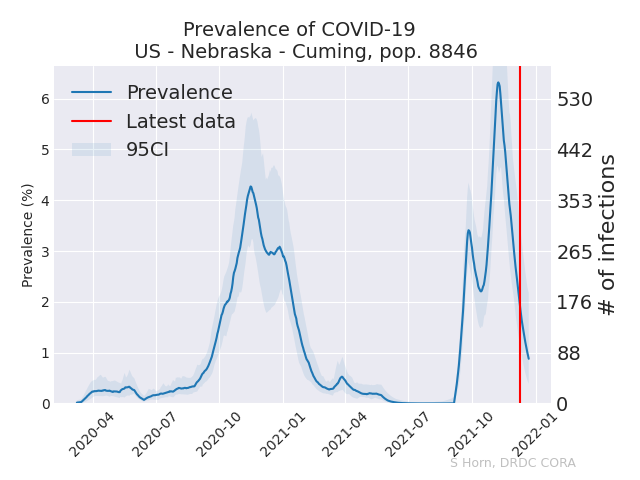 Prevalence of COVID-19
US - Nebraska - Cuming, pop. 8846
Prevalence
Latest data
95CI
Prevalence (%)
6
5
4
3
2
1
0
530
442
353
265
176
88
0
# of infections
2020-04
2020-07
2020-10
2021-01
2021-04
2021-07
2021-10
2022-01
S Horn, DRDC CORA